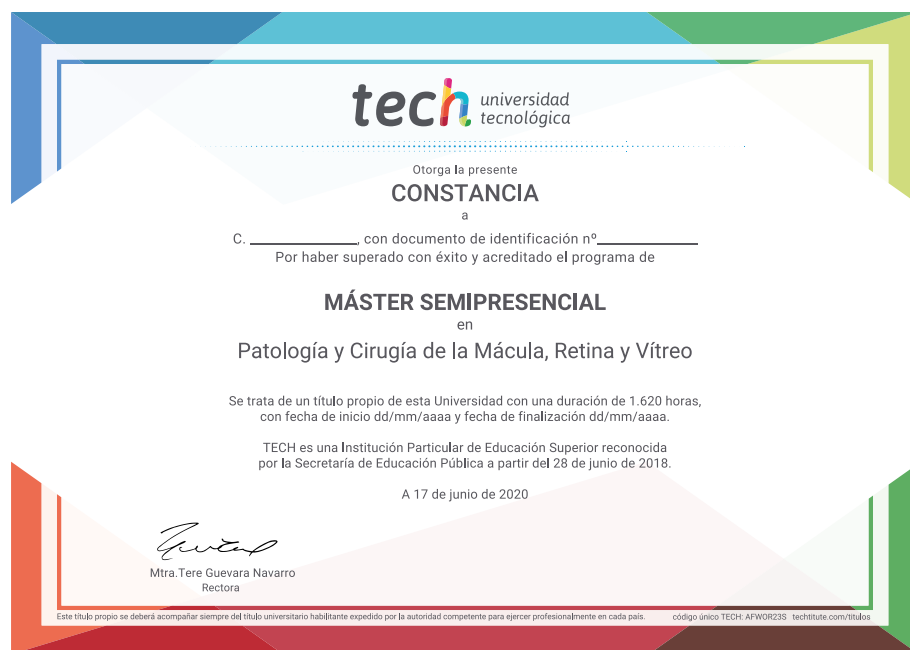 tech universidad
tecnológica
Otorga la presente
CONSTANCIA
a
C. ______________, con documento de identificación nº_____________
Por haber superado con éxito y acreditado el programa de
MÁSTER SEMIPRESENCIAL
en
Patología y Cirugía de la Mácula, Retina y Vítreo
Se trata de un título propio de esta Universidad con una duración de 1.620 horas,
con fecha de inicio dd/mm/aaaa y fecha de finalización dd/mm/aaaa.
TECH es una Institución Particular de Educación Superior reconocida
por la Secretaría de Educación Pública a partir del 28 de junio de 2018.
A 17 de junio de 2020
Mtra.Tere Guevara Navarro
Rectora
Este título propio se deberá acompañar siempre del título universitario habilitante expedido por la autoridad competente para ejercer profesionalmente en cada país. código único TECH: AFWOR23S techtitute.com/titulos